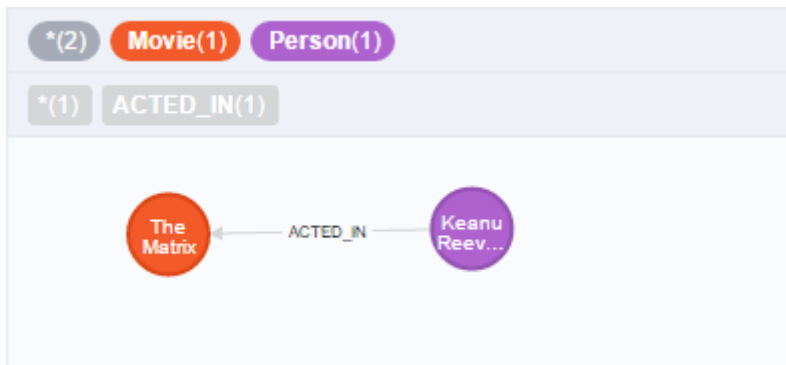 *(2) Movie(1) Person(1)
*(1) ACTED_IN(1)
The
Matrix
ACTED_IN
Keanu
Reev...